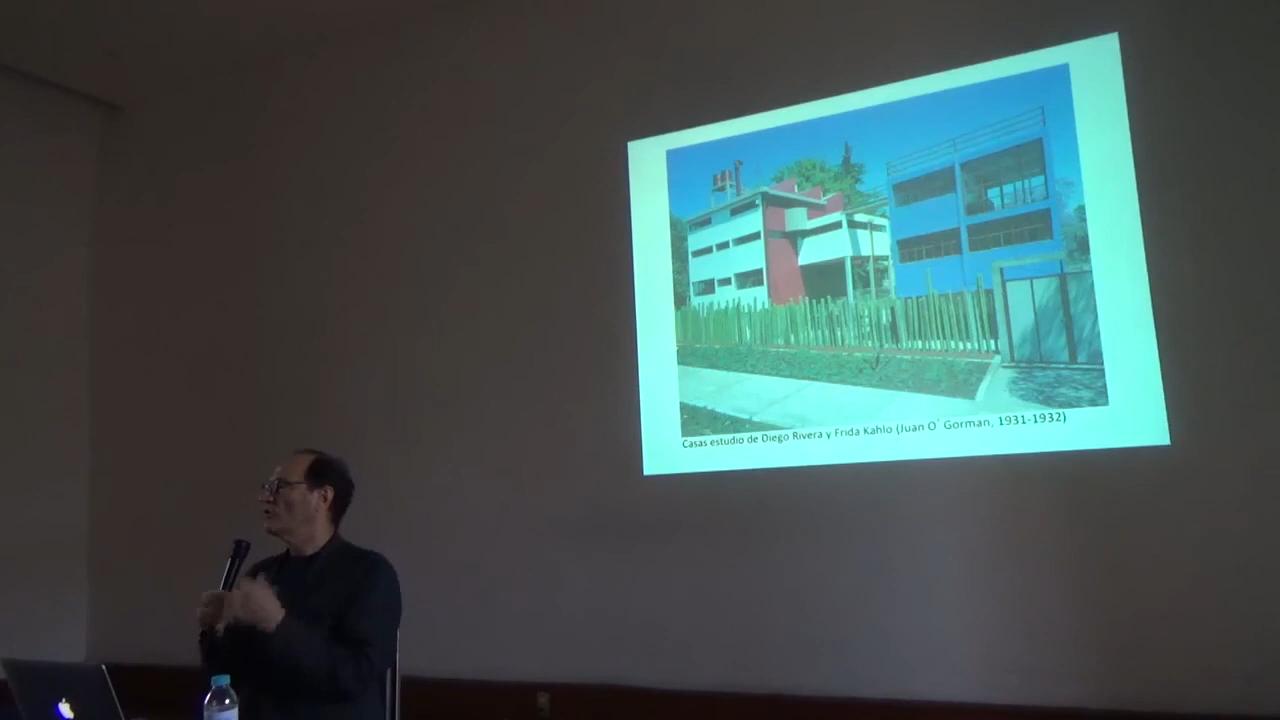 Casas estudio de Diego Rivera y Frida Kahlo (Juan O´ Gorman, 1931-1932)